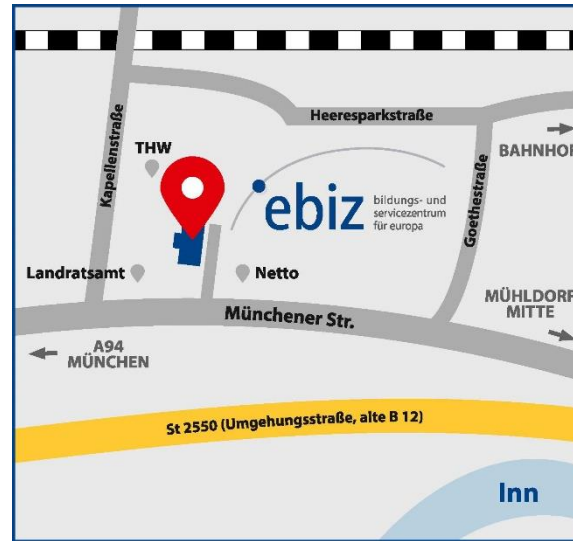 Heeresparkstraße
BAHNHOF
Kapellenstraße
THW
Goethestraße
ebiz
bildungs- und
servicezentrum
für europa
Landratsamt
Netto
MÜHLDORF
MITTE
Münchener Str.
A94
MÜNCHEN
St 2550 (Umgehungsstraße, alte B 12)
Inn